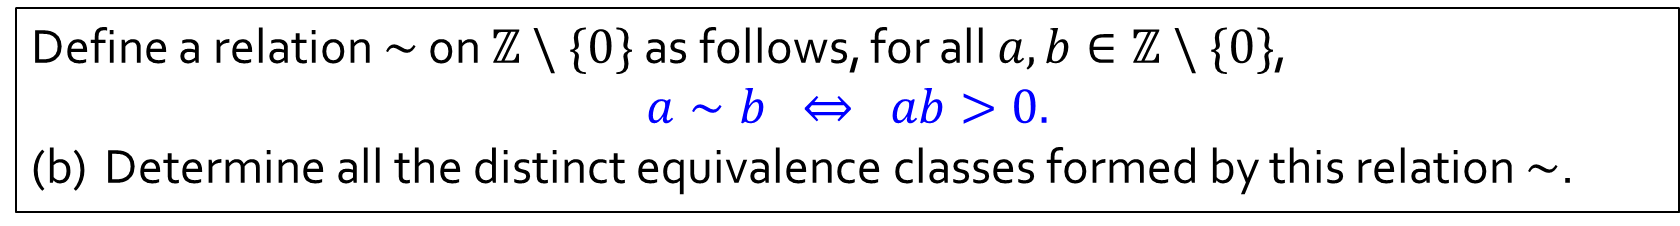 Define a relation ∼ on ℤ \ {0} as follows, for all 𝑎, 𝑏 ∈ ℤ \ {0},
𝑎 ∼ 𝑏 ⇔ 𝑎𝑏 > 0.
(b) Determine all the distinct equivalence classes formed by this relation ∼.